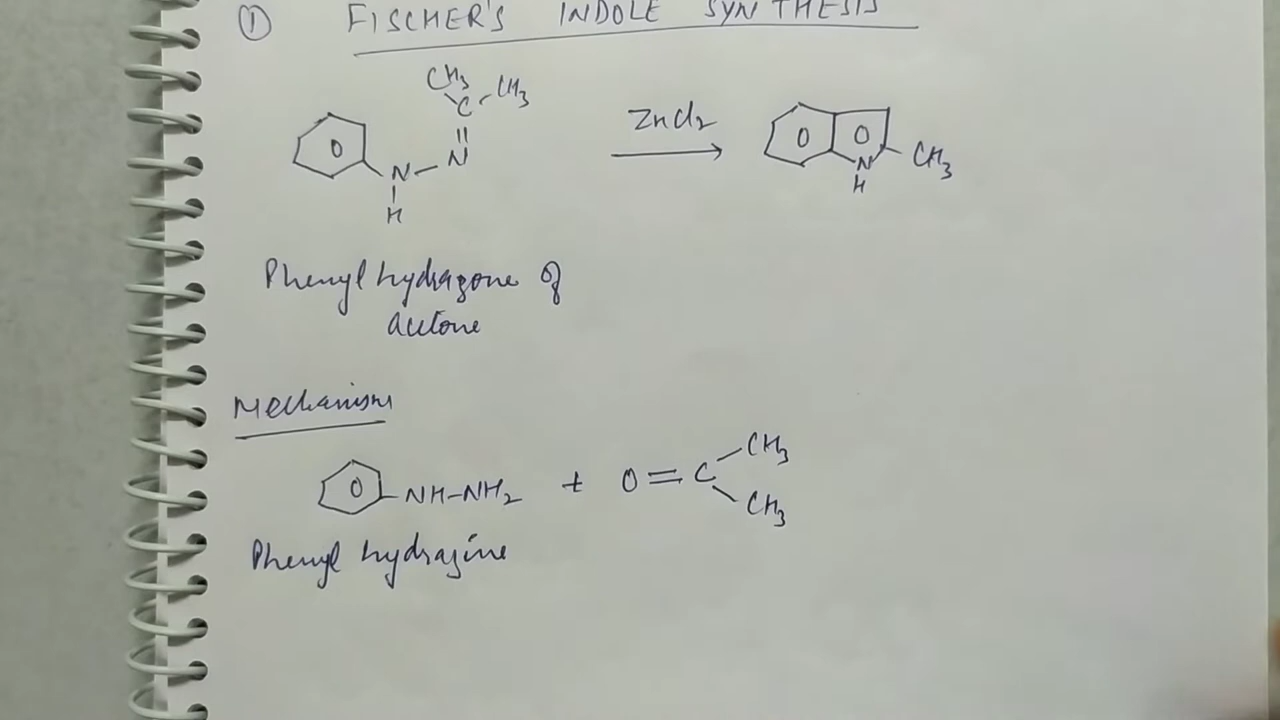 ① FISCHER'S INDOLE SYNTHESIS
CH3
C CH3
ZnCl2
N N
N CH3
H
H
Phenyl hydrazone of
acetone
Mechanism
NH-NH2 + O=C CH3
CH3
Phenyl hydrazine